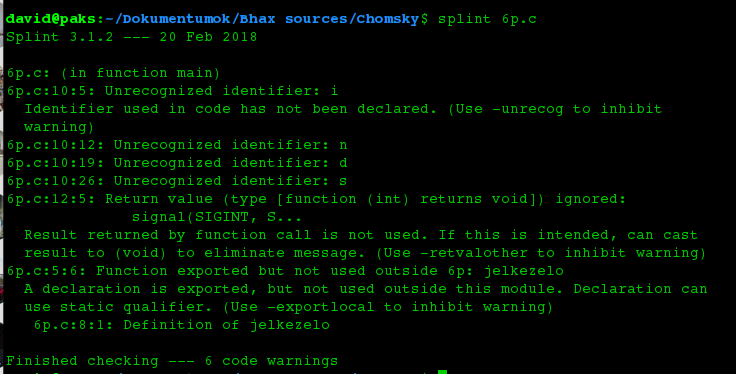 david@paks:~/Dokumentumok/Bhax sources/Chomsky$ splint 6p.c
Splint 3.1.2 --- 20 Feb 2018
6p.c: (in function main)
6p.c:10:5: Unrecognized identifier: i
Identifier used in code has not been declared. (Use -unrecog to inhibit
warning)
6p.c:10:12: Unrecognized identifier: n
6p.c:10:19: Unrecognized identifier: d
6p.c:10:26: Unrecognized identifier: s
6p.c:12:5: Return value (type [function (int) returns void]) ignored:
signal(SIGINT, S...
Result returned by function call is not used. If this is intended, can cast
result to (void) to eliminate message. (Use -retvalother to inhibit warning)
6p.c:5:6: Function exported but not used outside 6p: jelkezelo
A declaration is exported, but not used outside this module. Declaration can
use static qualifier. (Use -exportlocal to inhibit warning)
6p.c:8:1: Definition of jelkezelo
Finished checking --- 6 code warnings